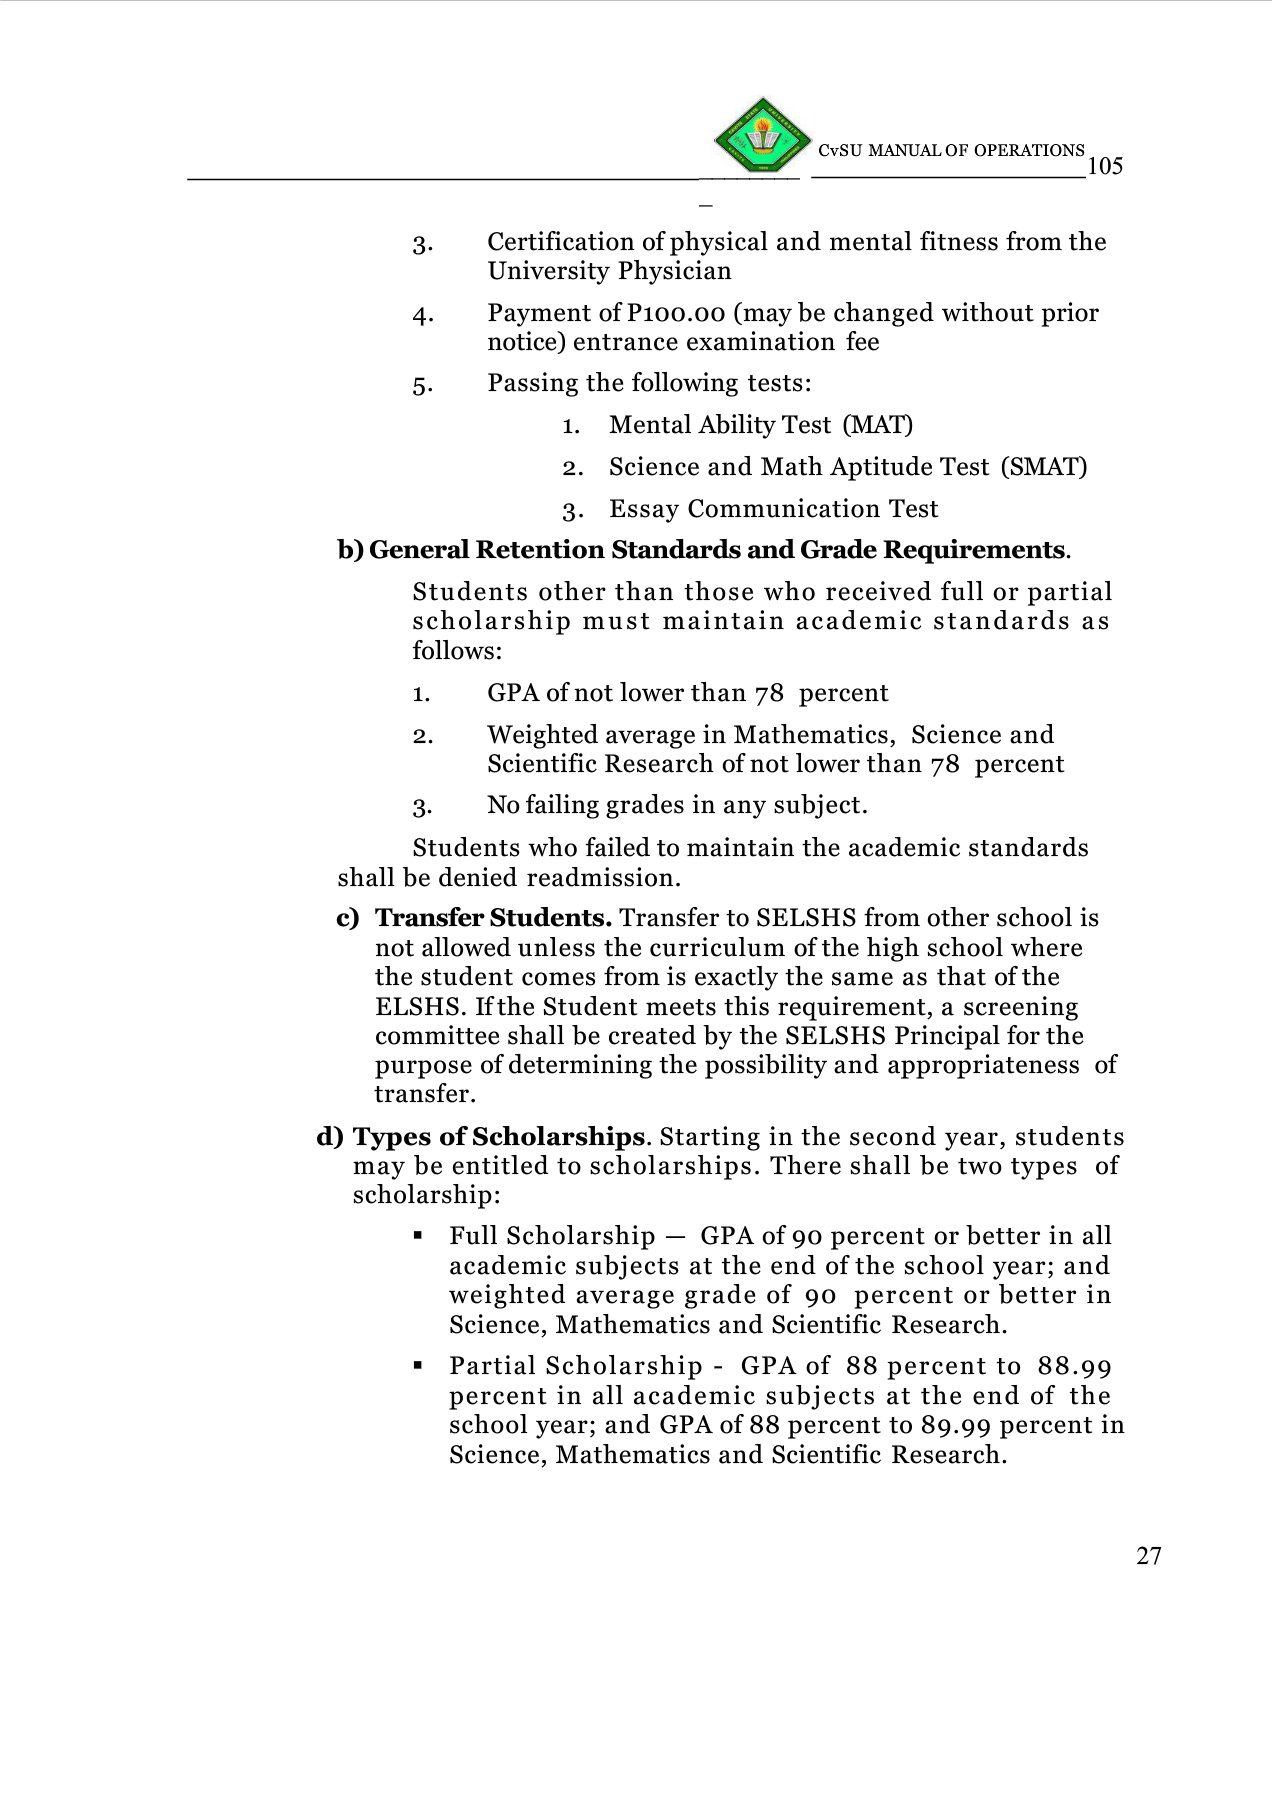 CvSU MANUAL OF OPERATIONS 105
3. Certification of physical and mental fitness from the
University Physician
4. Payment of P100.00 (may be changed without prior
notice) entrance examination fee
5. Passing the following tests:
1. Mental Ability Test (MAT)
2. Science and Math Aptitude Test (SMAT)
3. Essay Communication Test
b) General Retention Standards and Grade Requirements.
Students other than those who received full or partial
scholarship must maintain academic standards as
follows:
1. GPA of not lower than 78 percent
2. Weighted average in Mathematics, Science and
Scientific Research of not lower than 78 percent
3. No failing grades in any subject.
Students who failed to maintain the academic standards
shall be denied readmission.
c) Transfer Students. Transfer to SELSHS from other school is
not allowed unless the curriculum of the high school where
the student comes from is exactly the same as that of the
ELSHS. If the Student meets this requirement, a screening
committee shall be created by the SELSHS Principal for the
purpose of determining the possibility and appropriateness of
transfer.
d) Types of Scholarships. Starting in the second year, students
may be entitled to scholarships. There shall be two types of
scholarship:
▪ Full Scholarship — GPA of 90 percent or better in all
academic subjects at the end of the school year; and
weighted average grade of 90 percent or better in
Science, Mathematics and Scientific Research.
▪ Partial Scholarship - GPA of 88 percent to 88.99
percent in all academic subjects at the end of the
school year; and GPA of 88 percent to 89.99 percent in
Science, Mathematics and Scientific Research.
27